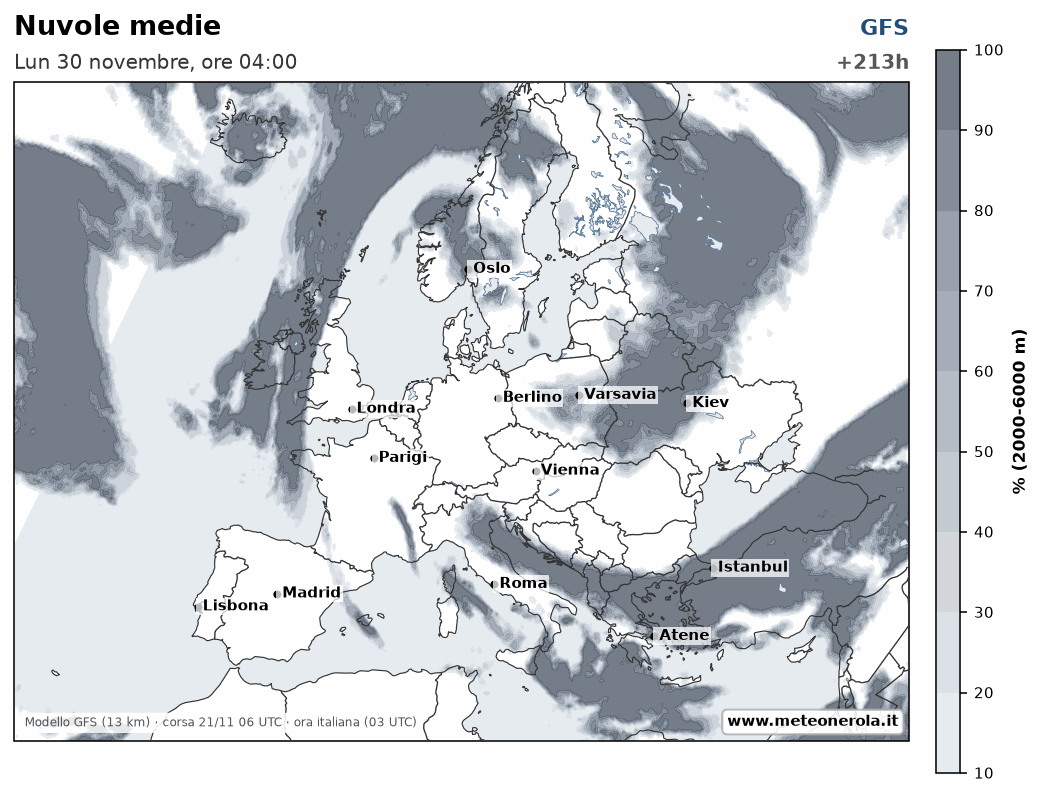 Nuvole medie
GFS
Lun 30 novembre, ore 04:00
+213h
100
90
80
70
60
50
40
30
20
10
% (2000-6000 m)
Oslo
Berlino
Varsavia
Kiev
Londra
Parigi
Vienna
Istanbul
Roma
Madrid
Lisbona
Atene
Modello GFS (13 km) · corsa 21/11 06 UTC · ora italiana (03 UTC)
www.meteonerola.it